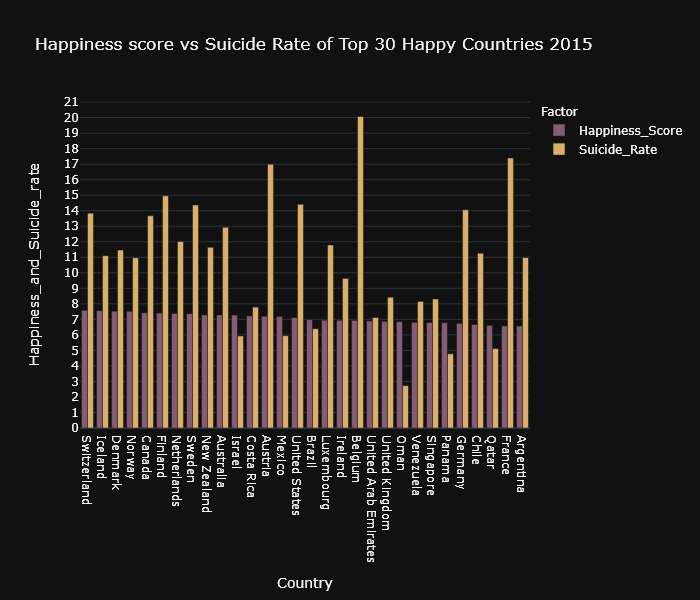 Happiness score vs Suicide Rate of Top 30 Happy Countries 2015
Factor
Happiness_Score
Suicide_Rate
Happiness_and_Suicide_rate
21
20
19
18
17
16
15
14
13
12
11
10
9
8
7
6
5
4
3
2
1
0
Switzerland
Iceland
Denmark
Norway
Canada
Finland
Netherlands
Sweden
New Zealand
Australia
Israel
Costa Rica
Austria
Mexico
United States
Brazil
Luxembourg
Ireland
Belgium
United Arab Emirates
United Kingdom
Oman
Venezuela
Singapore
Panama
Germany
Chile
Qatar
France
Argentina
Country